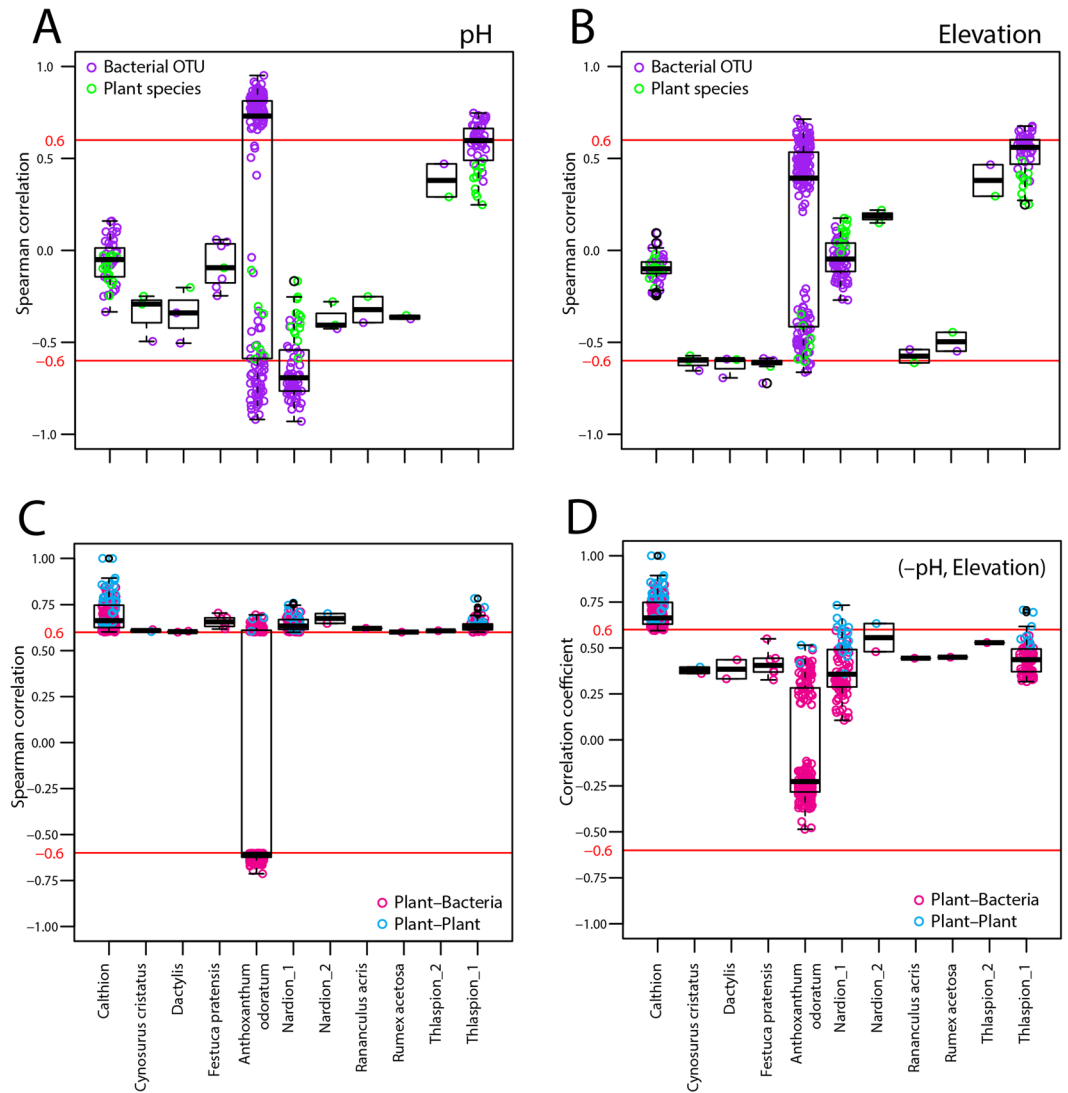 A
pH
Bacterial OTU
Plant species
Spearman correlation
1.0
0.6
0.5
0.0
−0.5
−0.6
−1.0
B
Elevation
Bacterial OTU
Plant species
Spearman correlation
1.0
0.6
0.5
0.0
−0.5
−0.6
−1.0
C
Spearman correlation
1.00
0.75
0.6
0.50
0.25
0.00
−0.25
−0.50
−0.6
−0.75
−1.00
Plant–Bacteria
Plant–Plant
Calthion
Cynosurus cristatus
Dactylis
Festuca pratensis
Anthoxanthum
odoratum
Nardion_1
Nardion_2
Rananculus acris
Rumex acetosa
Thlaspion_2
Thlaspion_1
D
(−pH, Elevation)
Correlation coefficient
1.00
0.75
0.6
0.50
0.25
0.00
−0.25
−0.50
−0.6
−0.75
−1.00
Plant–Bacteria
Plant–Plant
Calthion
Cynosurus cristatus
Dactylis
Festuca pratensis
Anthoxanthum
odoratum
Nardion_1
Nardion_2
Rananculus acris
Rumex acetosa
Thlaspion_2
Thlaspion_1